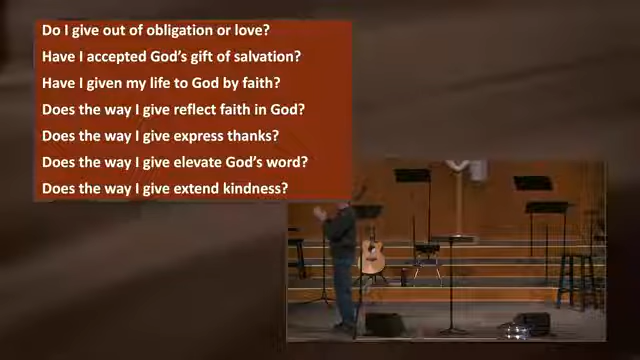 Do I give out of obligation or love?
Have I accepted God's gift of salvation?
Have I given my life to God by faith?
Does the way I give reflect faith in God?
Does the way I give express thanks?
Does the way I give elevate God's word?
Does the way I give extend kindness?